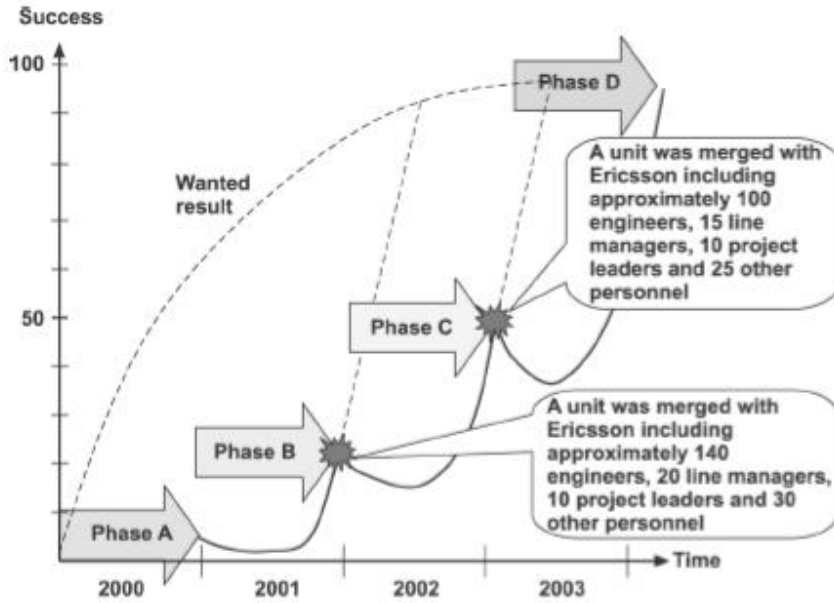 Success
100
Phase D
Wanted
result
A unit was merged with
Ericsson including
approximately 100
engineers, 15 line
managers, 10 project
leaders and 25 other
personnel
50
Phase C
A unit was merged with
Ericsson including
approximately 140
engineers, 20 line managers,
10 project leaders and 30
other personnel
Phase B
Phase A
Time
2000
2001
2002
2003